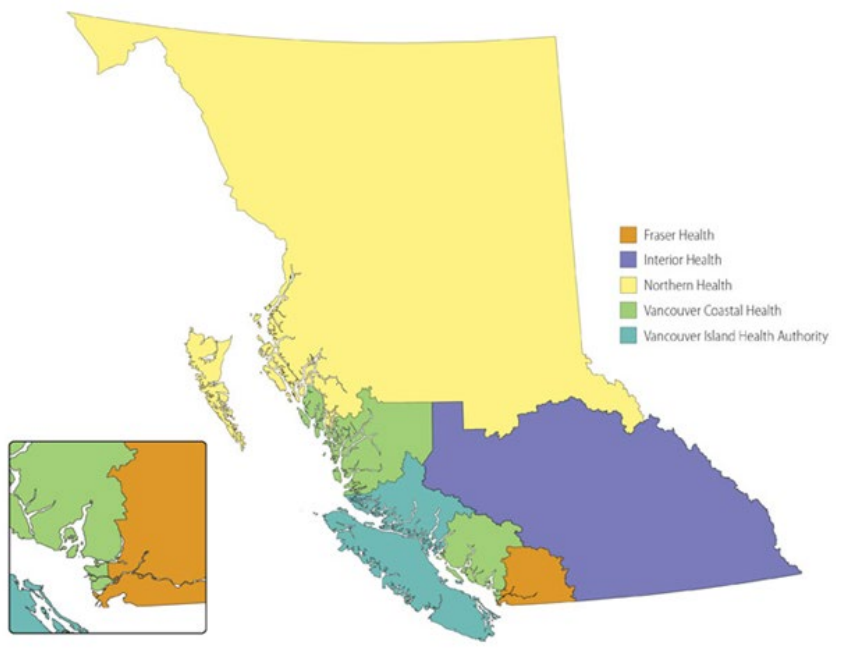 Fraser Health
Interior Health
Northern Health
Vancouver Coastal Health
Vancouver Island Health Authority